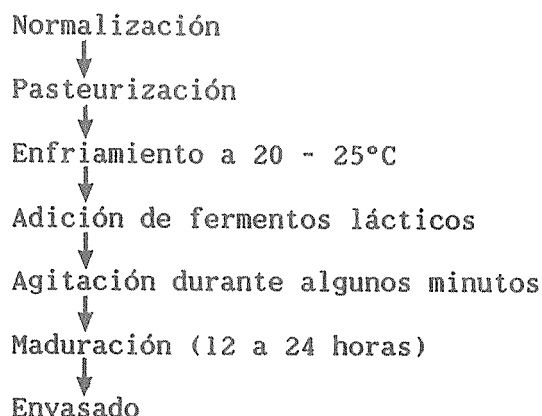 Normalización
Pasteurización
Enfriamiento a 20 - 25°C
Adición de fermentos lácticos
Agitación durante algunos minutos
Maduración (12 a 24 horas)
Envasado